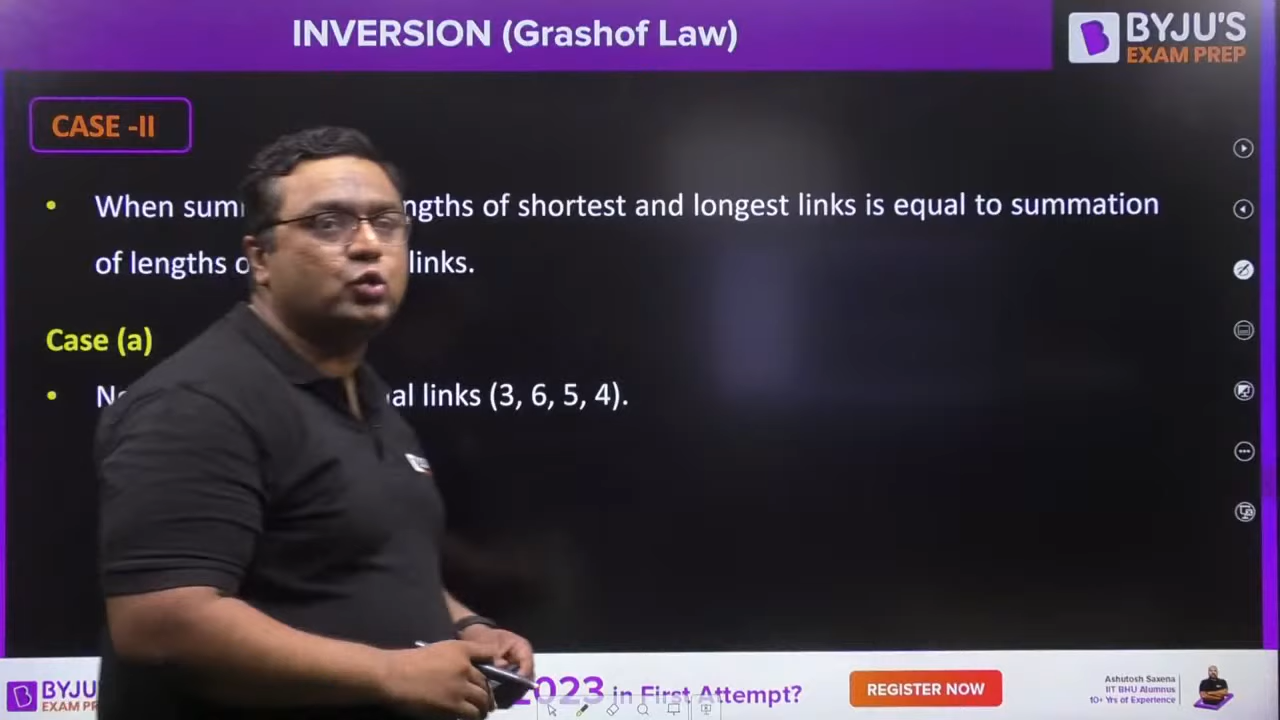 INVERSION (Grashof Law)
BYJU'S
EXAM PREP
CASE -II
When sum ngths of shortest and longest links is equal to summation
of lengths links.
Case (a)
al links (3, 6, 5, 4).
BYJU
EXAM PREP
2023 in First Attempt?
REGISTER NOW
Ashutosh Saxena
IIT BHU Alumnus
10+ Yrs of Experience